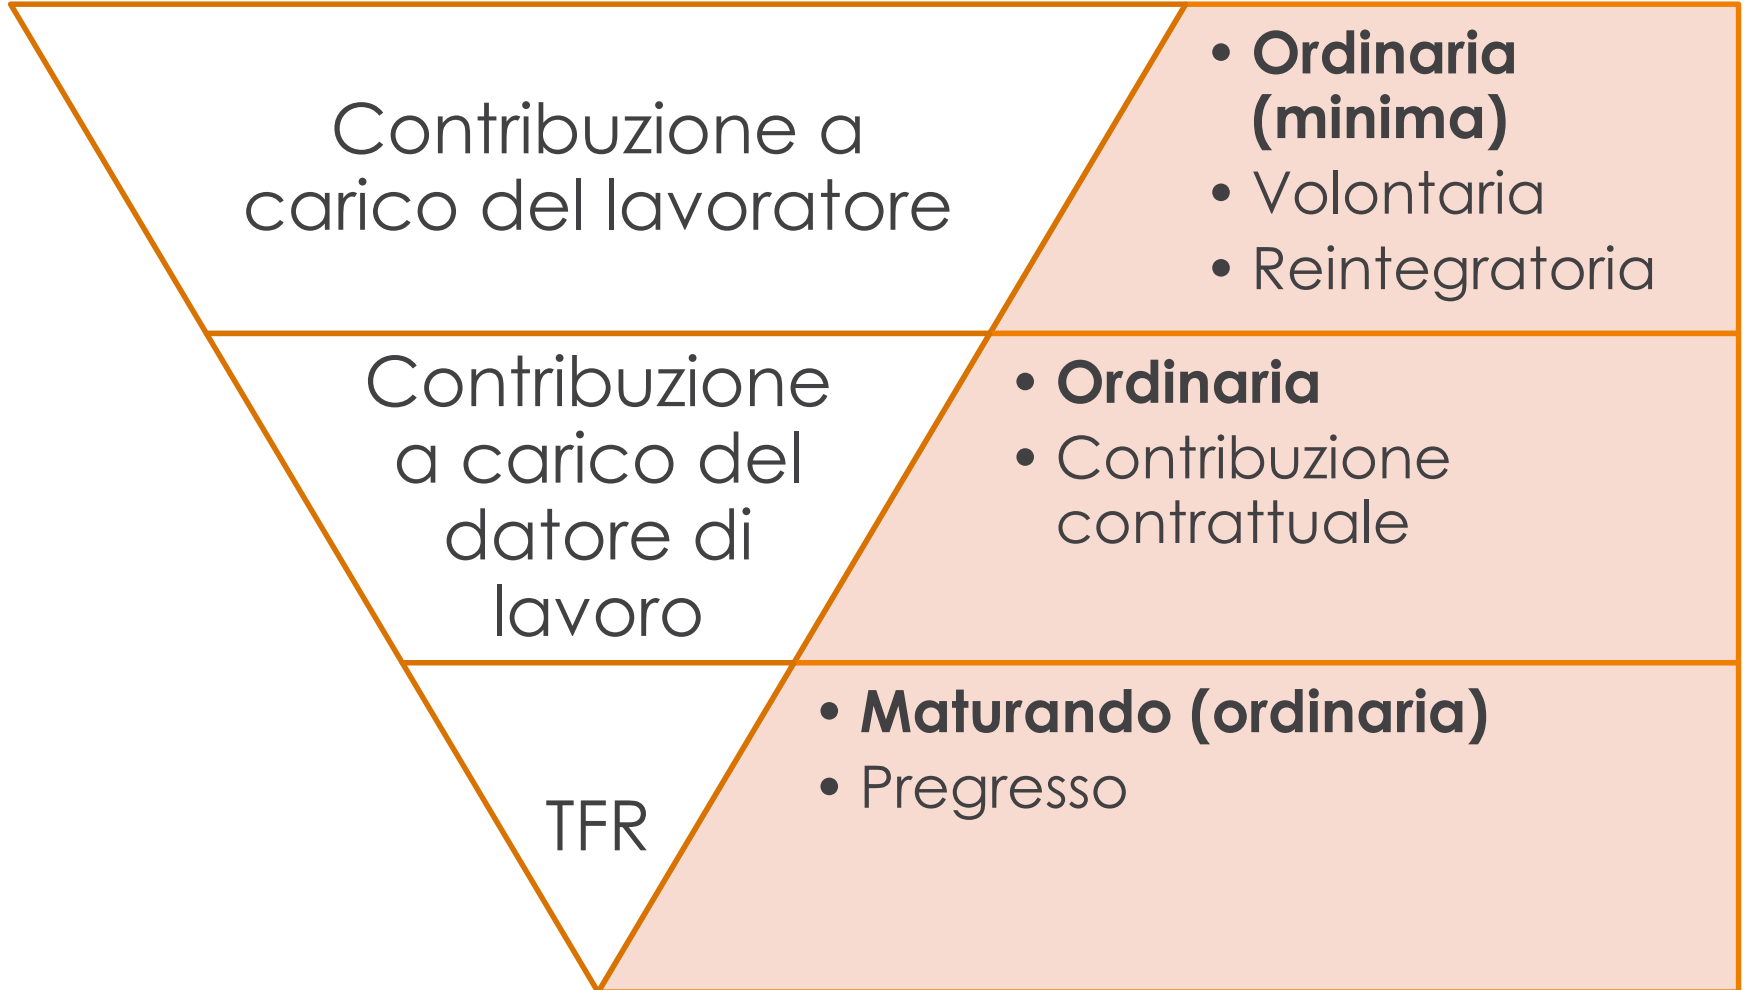 Contribuzione a
carico del lavoratore
• Ordinaria
(minima)
• Volontaria
• Reintegratoria
Contribuzione
a carico del
datore di
lavoro
• Ordinaria
• Contribuzione
contrattuale
TFR
• Maturando (ordinaria)
• Pregresso